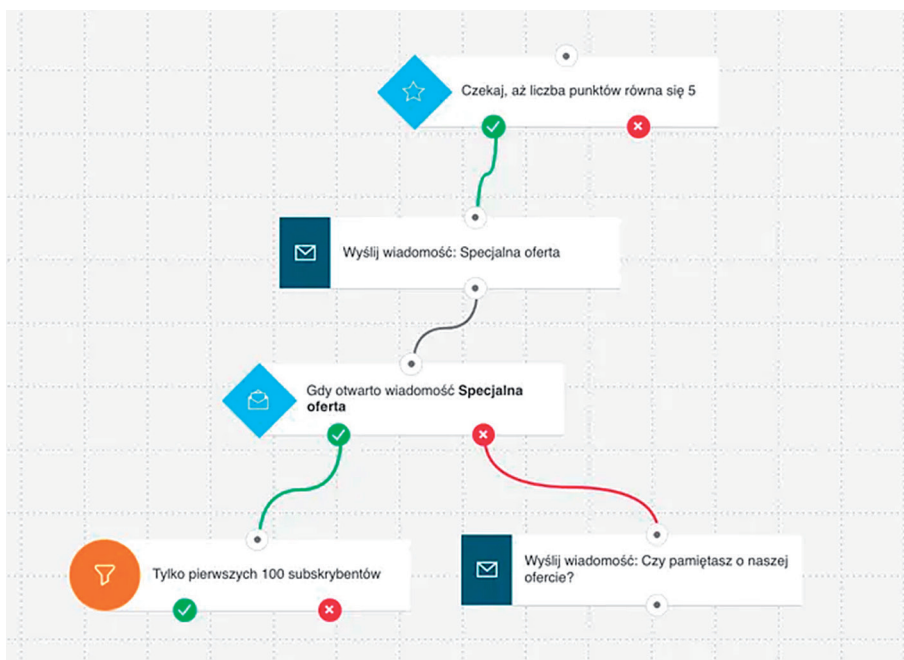 Czekaj, aż liczba punktów równa się 5
Wyślij wiadomość: Specjalna oferta
Gdy otwarto wiadomość Specjalna
oferta
Tylko pierwszych 100 subskrybentów
Wyślij wiadomość: Czy pamiętasz o naszej
ofercie?